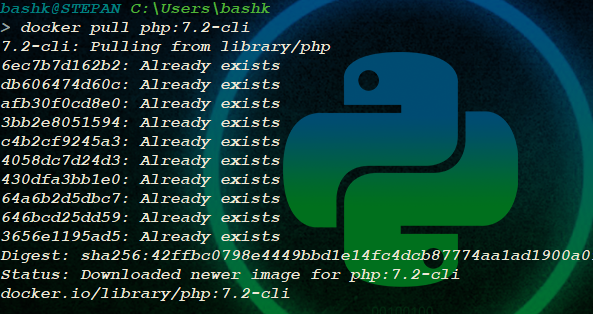 bashk@STEPAN C:\Users\bashk
> docker pull php:7.2-cli
7.2-cli: Pulling from library/php
6ec7b7d162b2: Already exists
db606474d60c: Already exists
afb30f0cd8e0: Already exists
3bb2e8051594: Already exists
c4b2cf9245a3: Already exists
4058dc7d24d3: Already exists
430dfa3bb1e0: Already exists
64a6b2d5dbc7: Already exists
646bcd25dd59: Already exists
3656e1195ad5: Already exists
Digest: sha256:42ffbc0798e4449bbd1e14fc4dcb87774aa1ad1900a0
Status: Downloaded newer image for php:7.2-cli
docker.io/library/php:7.2-cli